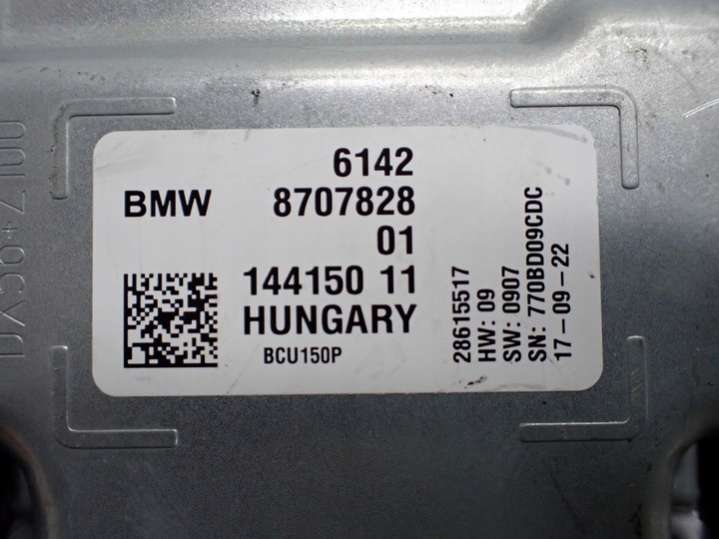 6142
BMW 8707828
01
144150 11
HUNGARY
BCU150P
28615517
HW: 09
SW: 0907
SN: 770BD09CDC
17-09-22